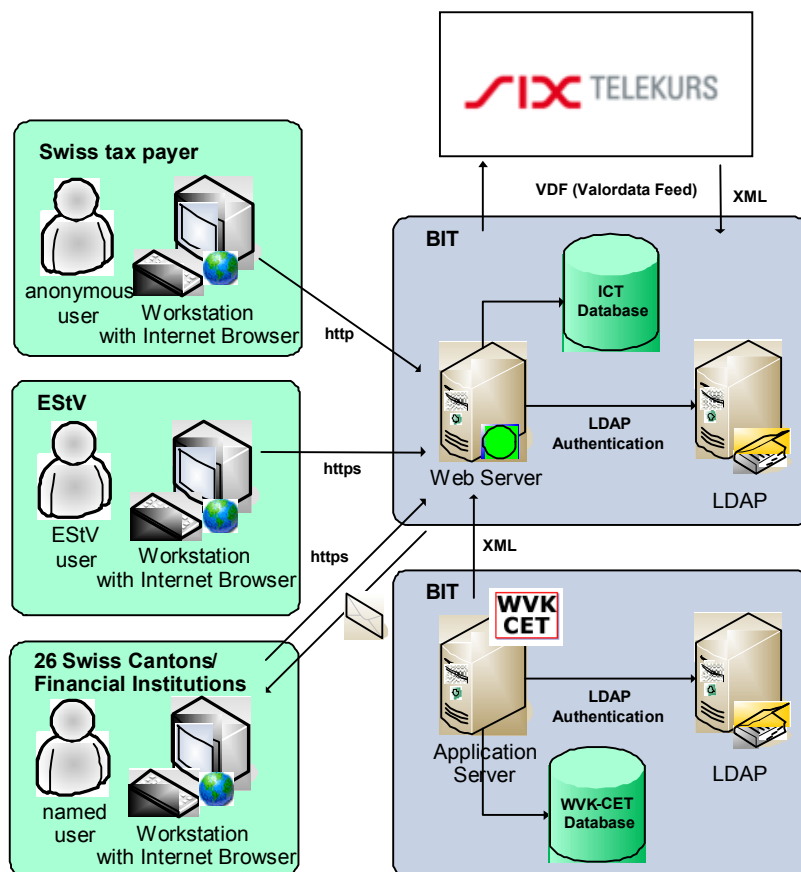 SIX TELEKURS
VDF (Valordata Feed)
XML
Swiss tax payer
anonymous
user
Workstation
with Internet Browser
http
BIT
ICT
Database
LDAP
Authentication
Web Server
LDAP
EStV
EStV
user
Workstation
with Internet Browser
https
https
XML
26 Swiss Cantons/
Financial Institutions
named
user
Workstation
with Internet Browser
BIT
WVK
CET
LDAP
Authentication
Application
Server
LDAP
WVK-CET
Database